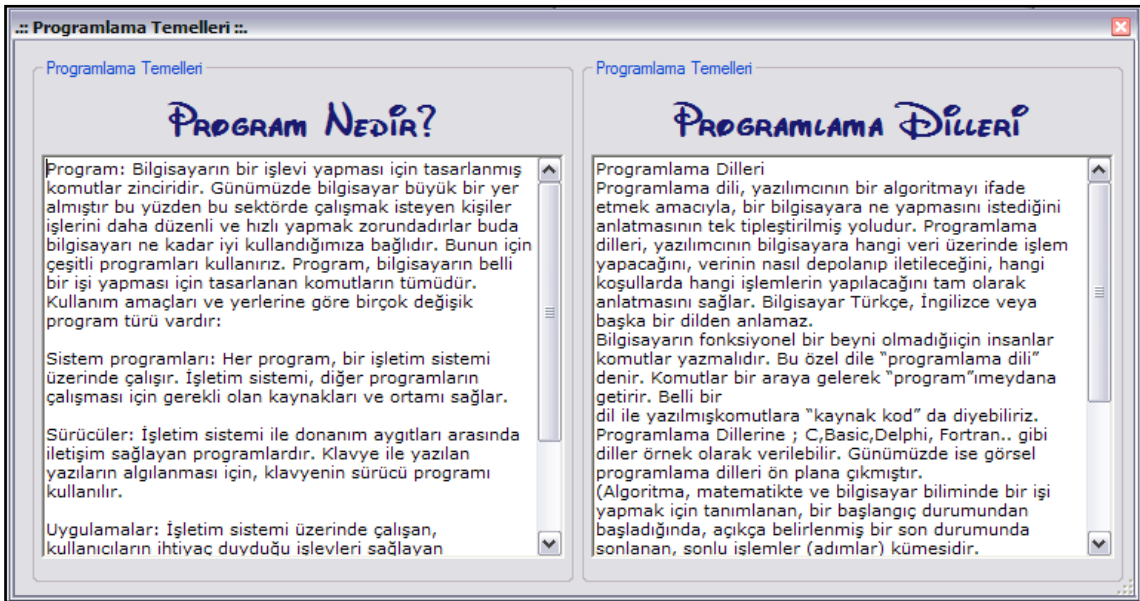 .:: Programlama Temelleri ::.
Programlama Temelleri
Program Nedir?
Program: Bilgisayarın bir işlevi yapması için tasarlanmış
komutlar zinciridir. Günümüzde bilgisayar büyük bir yer
almıştır bu yüzden bu sektörde çalışmak isteyen kişiler
işlerini daha düzenli ve hızlı yapmak zorundadırlar buda
bilgisayarı ne kadar iyi kullandığımıza bağlıdır. Bunun için
çeşitli programları kullanırız. Program, bilgisayarın belli
bir işi yapması için tasarlanan komutların tümüdür.
Kullanım amaçları ve yerlerine göre birçok değişik
program türü vardır:
Sistem programları: Her program, bir işletim sistemi
üzerinde çalışır. İşletim sistemi, diğer programların
çalışması için gerekli olan kaynakları ve ortamı sağlar.
Sürücüler: İşletim sistemi ile donanım aygıtları arasında
iletişim sağlayan programlardır. Klavye ile yazılan
yazıların algılanması için, klavyenin sürücü programı
kullanılır.
Uygulamalar: İşletim sistemi üzerinde çalışan,
kullanıcıların ihtiyaç duyduğu işlevleri sağlayan
Programlama Temelleri
Programlama Dilleri
Programlama Dilleri
Programlama dili, yazılımcının bir algoritmayı ifade
etmek amacıyla, bir bilgisayara ne yapmasını istediğini
anlatmasının tek tipleştirilmiş yoludur. Programlama
dilleri, yazılımcının bilgisayara hangi veri üzerinde işlem
yapacağını, verinin nasıl depolanıp iletileceğini, hangi
koşullarda hangi işlemlerin yapılacağını tam olarak
anlatmasını sağlar. Bilgisayar Türkçe, İngilizce veya
başka bir dilden anlamaz.
Bilgisayarın fonksiyonel bir beyni olmadığıiçin insanlar
komutlar yazmalıdır. Bu özel dile “programlama dili”
denir. Komutlar bir araya gelerek “program”ımeydana
getirir. Belli bir
dil ile yazılmışkomutlara “kaynak kod” da diyebiliriz.
Programlama Dillerine ; C,Basic,Delphi, Fortran.. gibi
diller örnek olarak verilebilir. Günümüzde ise görsel
programlama dilleri ön plana çıkmıştır.
(Algoritma, matematikte ve bilgisayar biliminde bir işi
yapmak için tanımlanan, bir başlangıç durumundan
başladığında, açıkça belirlenmiş bir son durumunda
sonlanan, sonlu işlemler (adımlar) kümesidir.